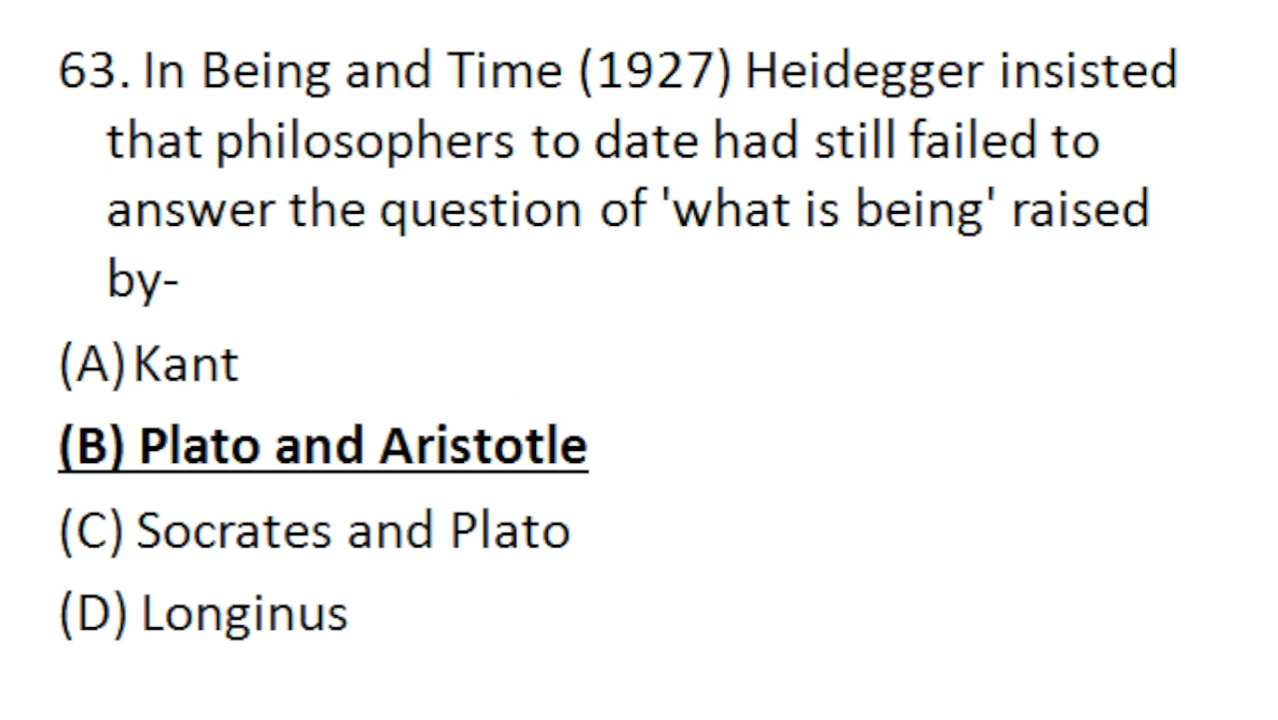 63. In Being and Time (1927) Heidegger insisted
that philosophers to date had still failed to
answer the question of 'what is being' raised
by-
(A) Kant
(B) Plato and Aristotle
(C) Socrates and Plato
(D) Longinus